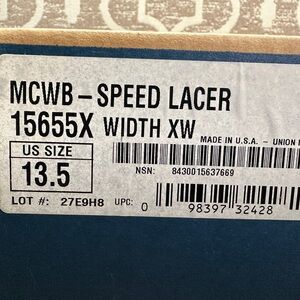 MCWB-SPEED LACER
15655X WIDTH XW
MADE IN U.S.A. - UNION
US SIZE
13.5
NSN: 8430015637669
LOT #: 27E9H8 UPC: 0 98397 32428